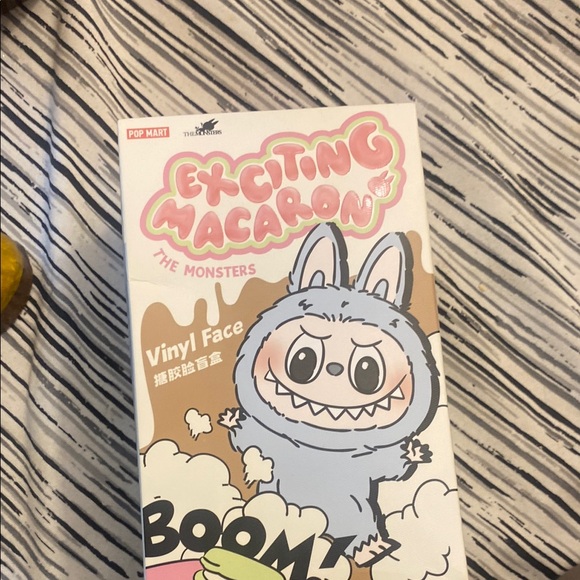 POP MART
THE MONSTERS
EXCITING
MACARON
THE MONSTERS
Vinyl Face
搪胶脸盲盒
BOOM!